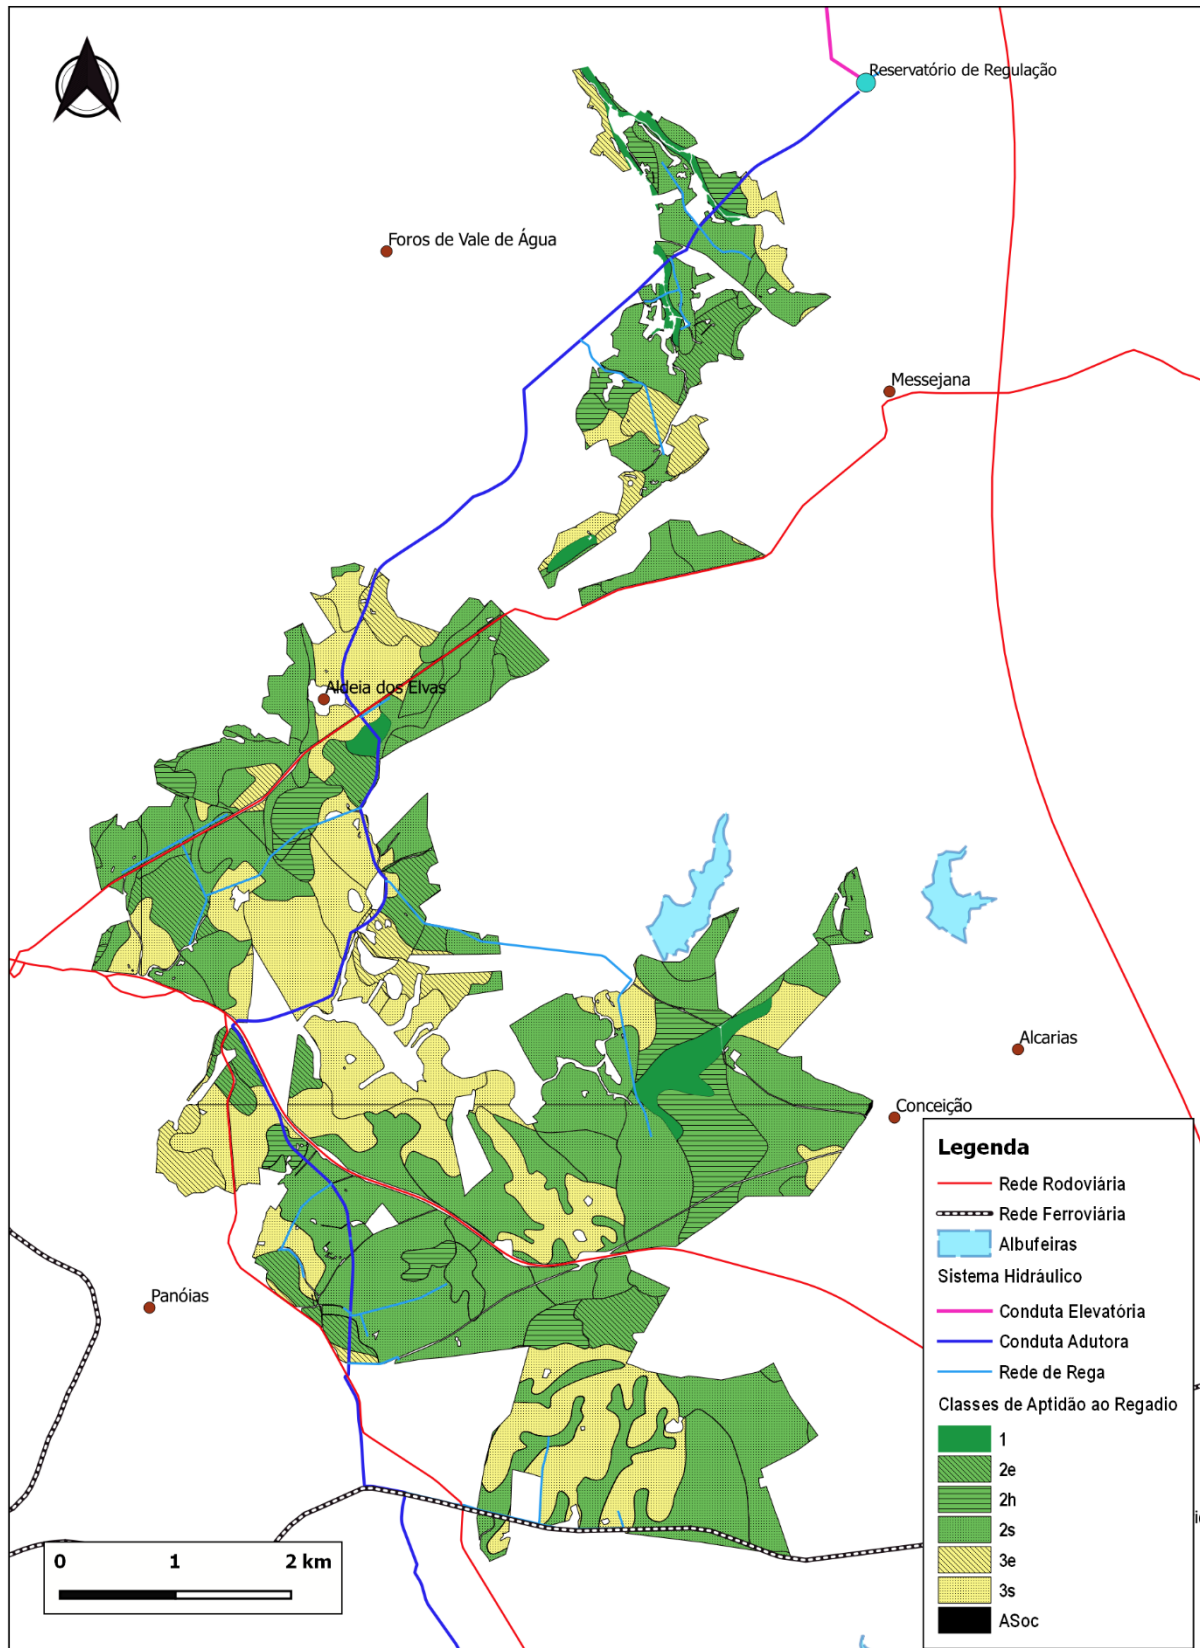 Reservatório de Regulação
Foros de Vale de Água
Messejana
Aldeia dos Elvas
Alcarias
Conceição
Panóias
Legenda
Rede Rodoviária
Rede Ferroviária
Albufeiras
Sistema Hidráulico
Conduta Elevatória
Conduta Adutora
Rede de Rega
Classes de Aptidão ao Regadio
1
2e
2h
2s
3e
3s
ASoc
0 1 2 km